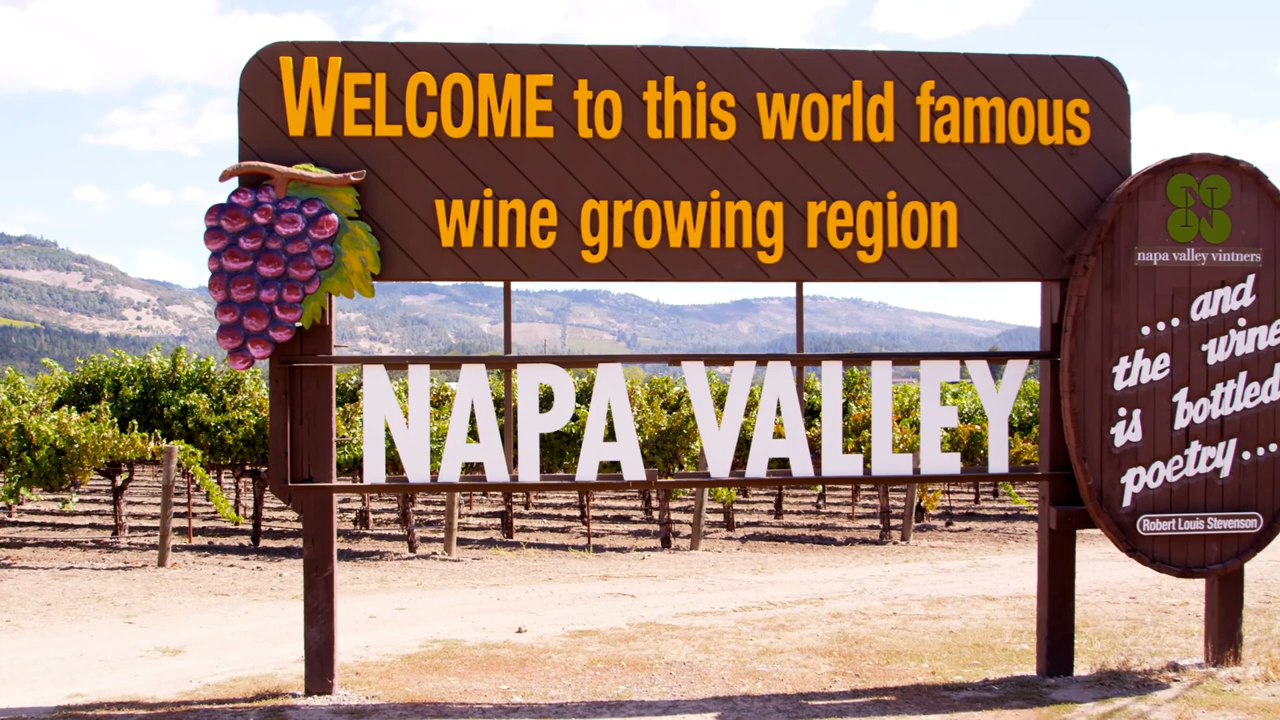 WELCOME to this world famous
wine growing region
NAPA VALLEY
napa valley vintners
...and
the wine
is bottled
poetry...
Robert Louis Stevenson